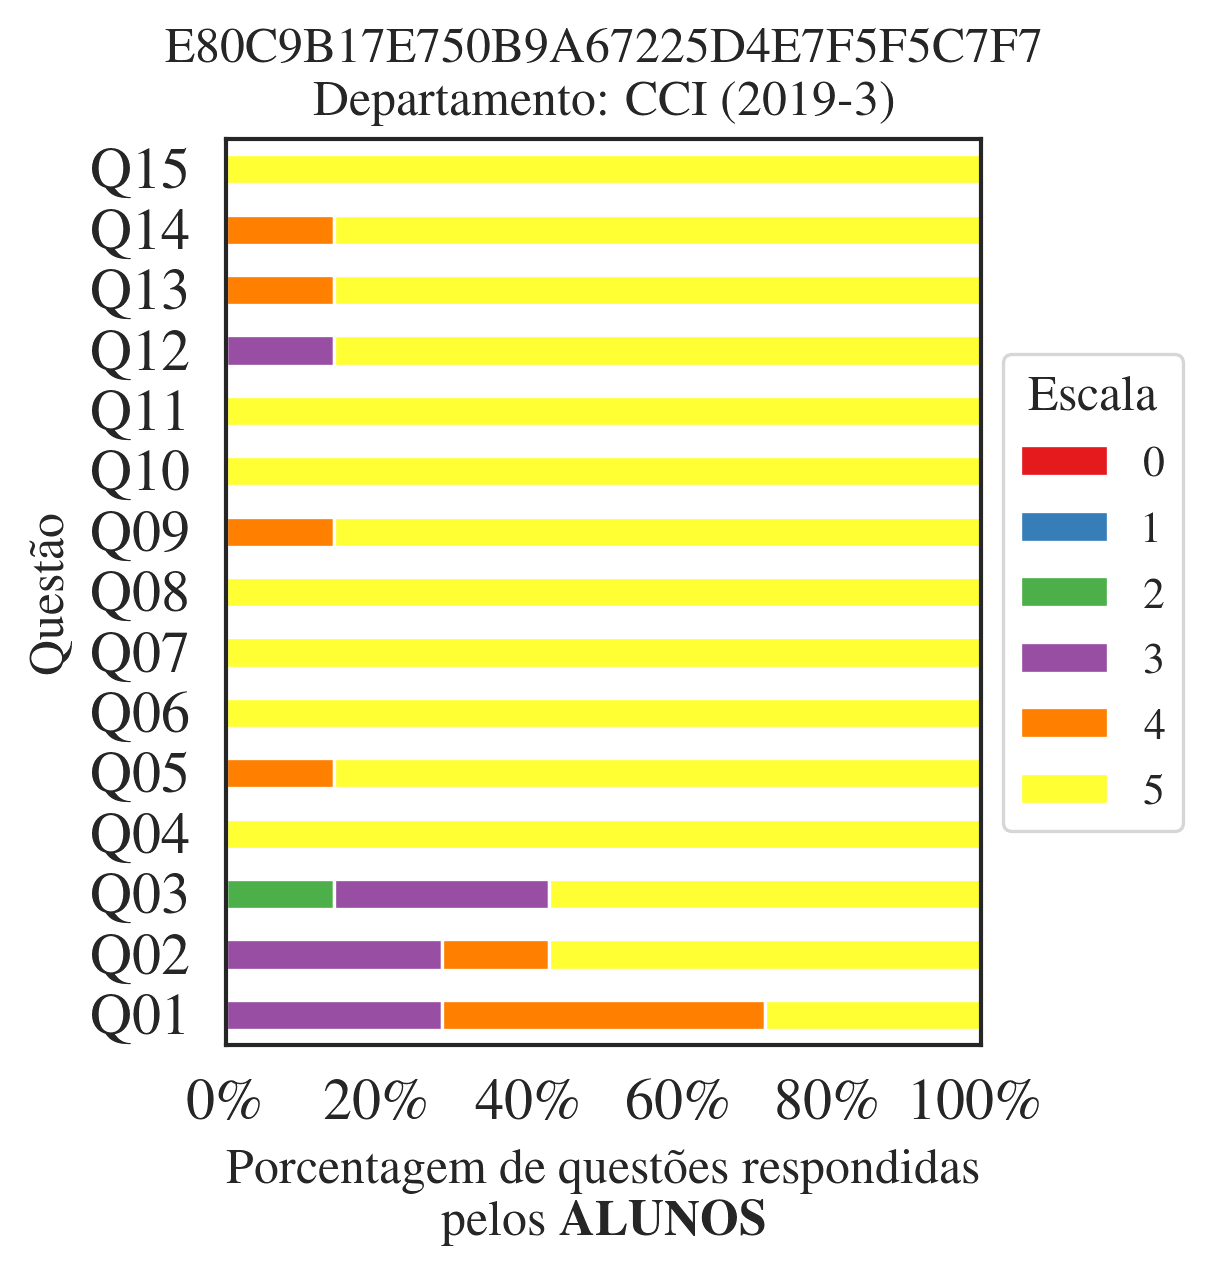 E80C9B17E750B9A67225D4E7F5F5C7F7
Departamento: CCI (2019-3)
Q15
Q14
Q13
Q12
Q11
Q10
Q09
Q08
Q07
Q06
Q05
Q04
Q03
Q02
Q01
Questão
0% 20% 40% 60% 80% 100%
Porcentagem de questões respondidas
pelos ALUNOS
Escala
0
1
2
3
4
5